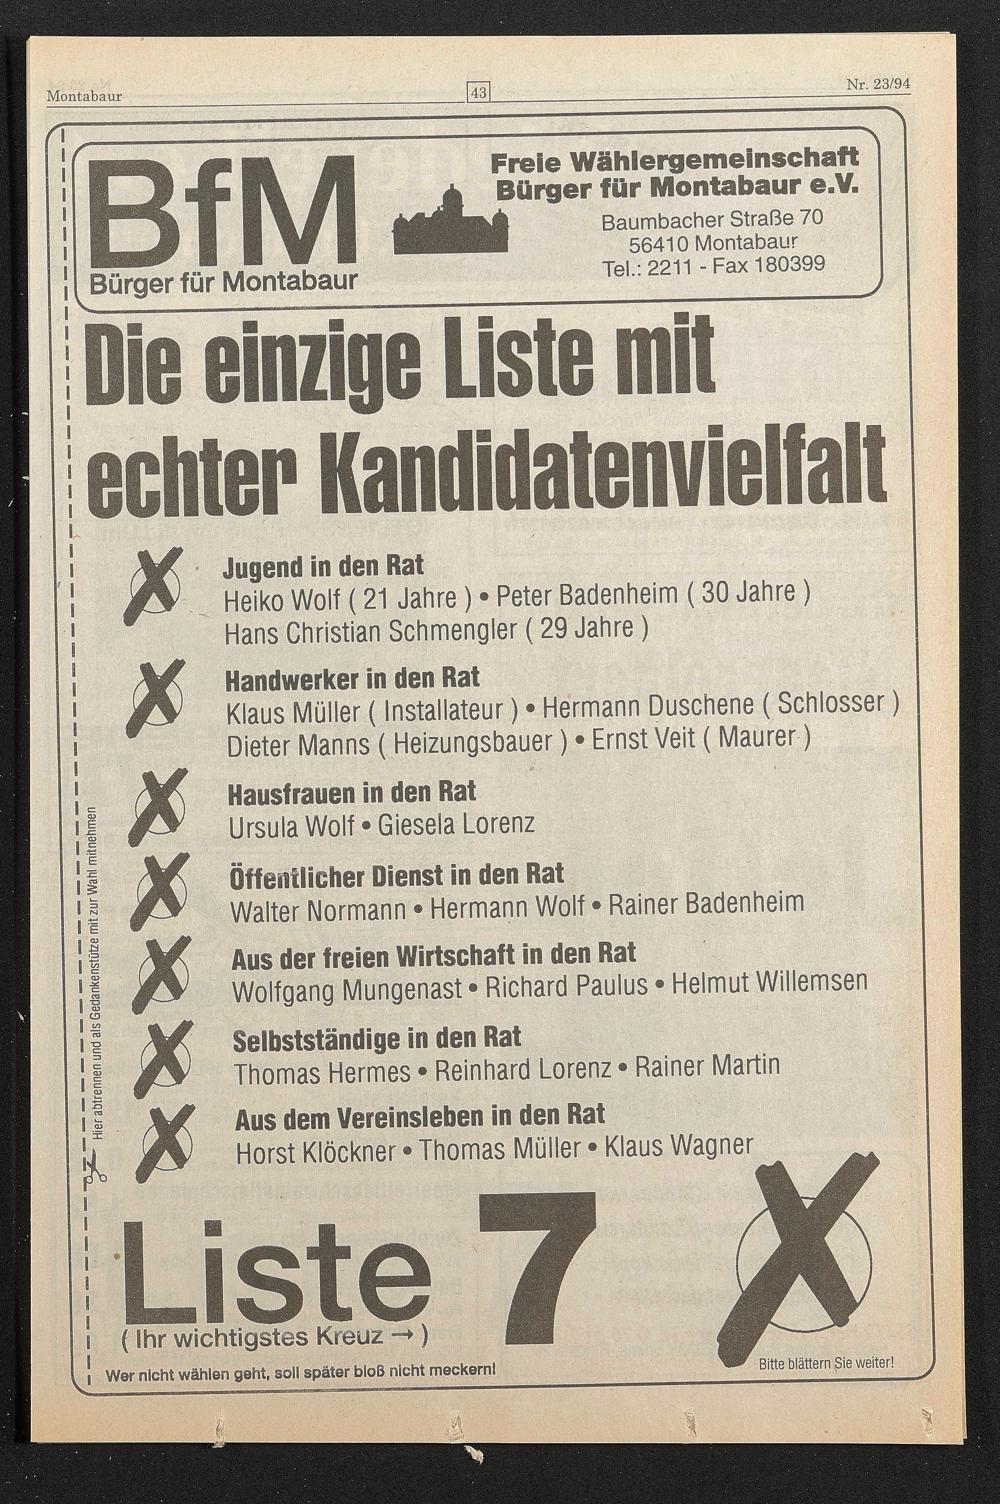 Montabaur
43
Nr. 23/94
BfM
Bürger für Montabaur
Freie Wählergemeinschaft
Bürger für Montabaur e.V.
Baumbacher Straße 70
56410 Montabaur
Tel.: 2211 - Fax 180399
Die einzige Liste mit
echter Kandidatenvielfalt
Jugend in den Rat
Heiko Wolf ( 21 Jahre ) • Peter Badenheim ( 30 Jahre )
Hans Christian Schmengler ( 29 Jahre )
Handwerker in den Rat
Klaus Müller ( Installateur ) • Hermann Duschene ( Schlosser )
Dieter Manns ( Heizungsbauer ) • Ernst Veit ( Maurer )
Hausfrauen in den Rat
Ursula Wolf • Giesela Lorenz
Öffentlicher Dienst in den Rat
Walter Normann • Hermann Wolf • Rainer Badenheim
Aus der freien Wirtschaft in den Rat
Wolfgang Mungenast • Richard Paulus • Helmut Willemsen
Selbstständige in den Rat
Thomas Hermes • Reinhard Lorenz • Rainer Martin
Aus dem Vereinsleben in den Rat
Horst Klöckner • Thomas Müller • Klaus Wagner
Hier abtrennen und als Gedankenstütze mit zur Wahl mitnehmen
Liste 7
( Ihr wichtigstes Kreuz → )
Wer nicht wählen geht, soll später bloß nicht meckern!
Bitte blättern Sie weiter!